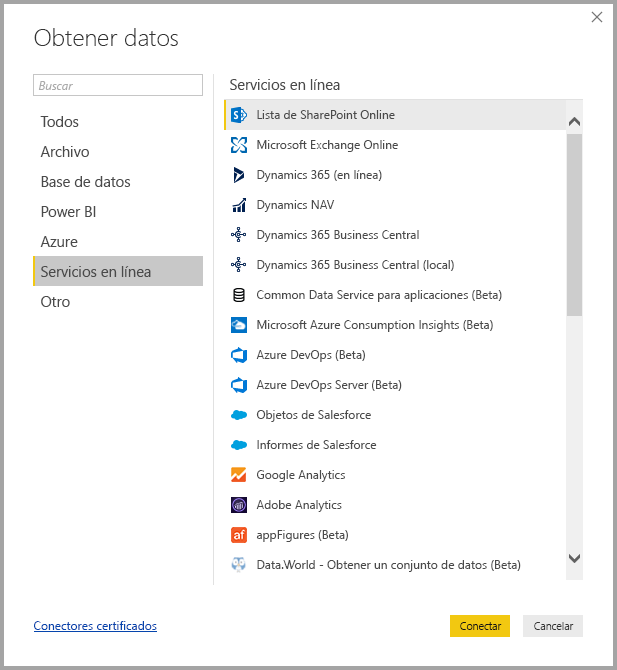 Obtener datos
Buscar
Todos
Archivo
Base de datos
Power BI
Azure
Servicios en línea
Otro
Servicios en línea
Lista de SharePoint Online
Microsoft Exchange Online
Dynamics 365 (en línea)
Dynamics NAV
Dynamics 365 Business Central
Dynamics 365 Business Central (local)
Common Data Service para aplicaciones (Beta)
Microsoft Azure Consumption Insights (Beta)
Azure DevOps (Beta)
Azure DevOps Server (Beta)
Objetos de Salesforce
Informes de Salesforce
Google Analytics
Adobe Analytics
af appFigures (Beta)
Data.World - Obtener un conjunto de datos (Beta)
Conectores certificados
Conectar
Cancelar